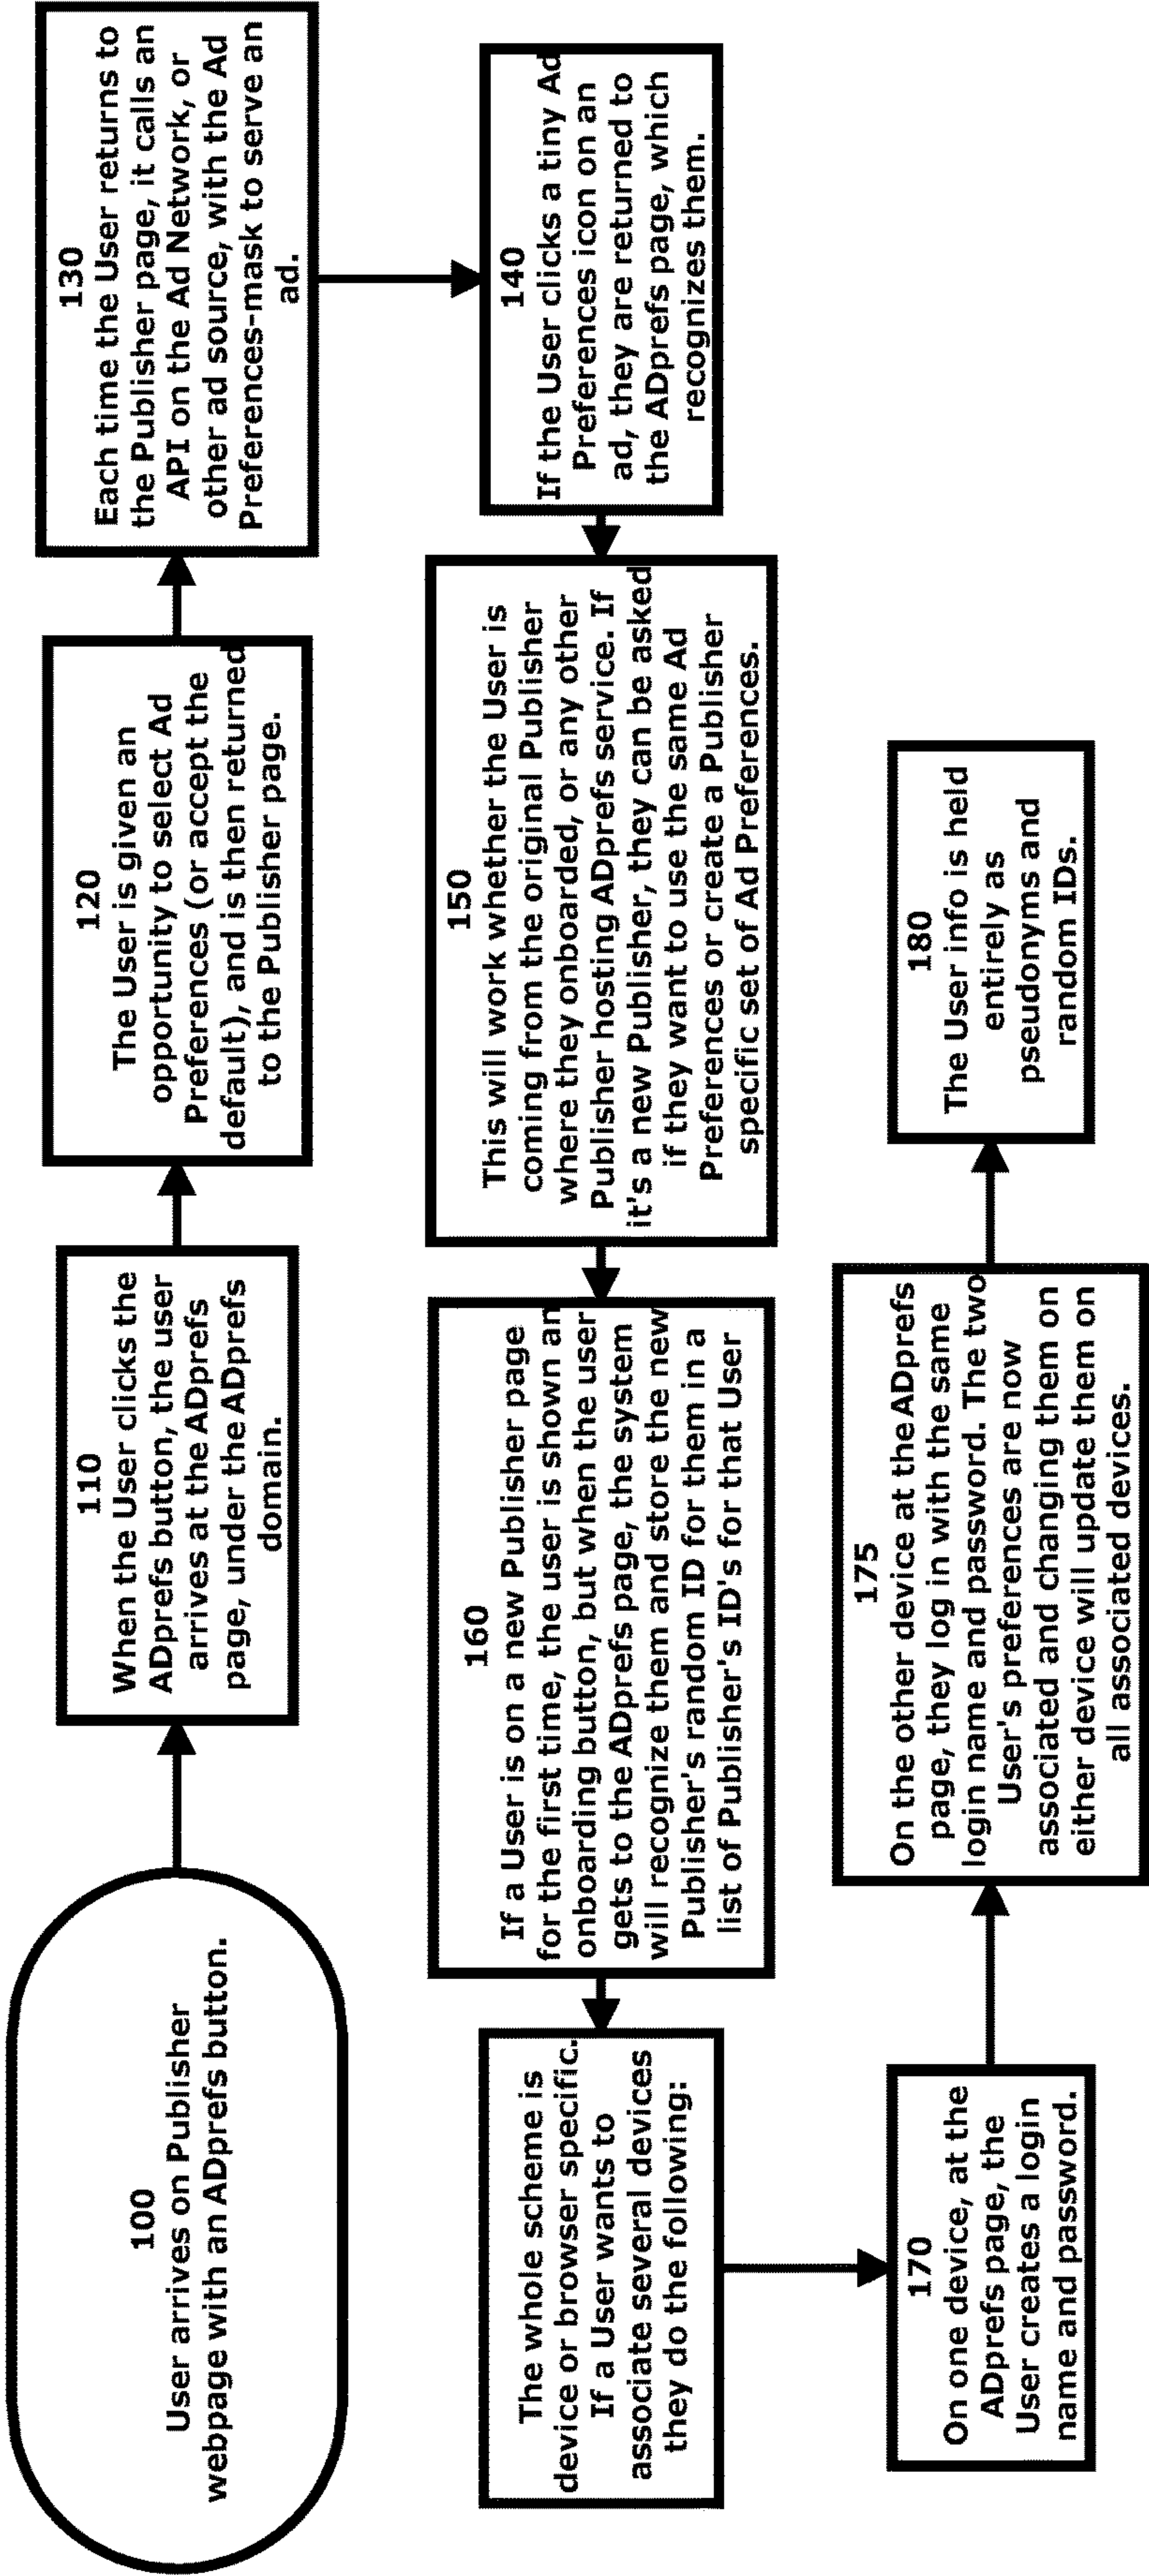 100
User arrives on Publisher
webpage with an ADprefs button.
110
When the User clicks the
ADprefs button, the user
arrives at the ADprefs
page, under the ADprefs
domain.
120
The User is given an
opportunity to select Ad
Preferences (or accept the
default), and is then returned
to the Publisher page.
130
Each time the User returns to
the Publisher page, it calls an
API on the Ad Network, or
other ad source, with the Ad
Preferences-mask to serve an
ad.
140
If the User clicks a tiny Ad
Preferences icon on an
ad, they are returned to
the ADprefs page, which
recognizes them.
150
This will work whether the User is
coming from the original Publisher
where they onboarded, or any other
Publisher hosting ADprefs service. If
it's a new Publisher, they can be asked
if they want to use the same Ad
Preferences or create a Publisher
specific set of Ad Preferences.
160
If a User is on a new Publisher page
for the first time, the user is shown an
onboarding button, but when the user
gets to the ADprefs page, the system
will recognize them and store the new
Publisher's random ID for them in a
list of Publisher's ID's for that User
The whole scheme is
device or browser specific.
If a User wants to
associate several devices
they do the following:
170
On one device, at the
ADprefs page, the
User creates a login
name and password.
175
On the other device at theADprefs
page, they log in with the same
login name and password. The two
User's preferences are now
associated and changing them on
either device will update them on
all associated devices.
180
The User info is held
entirely as
pseudonyms and
random IDs.